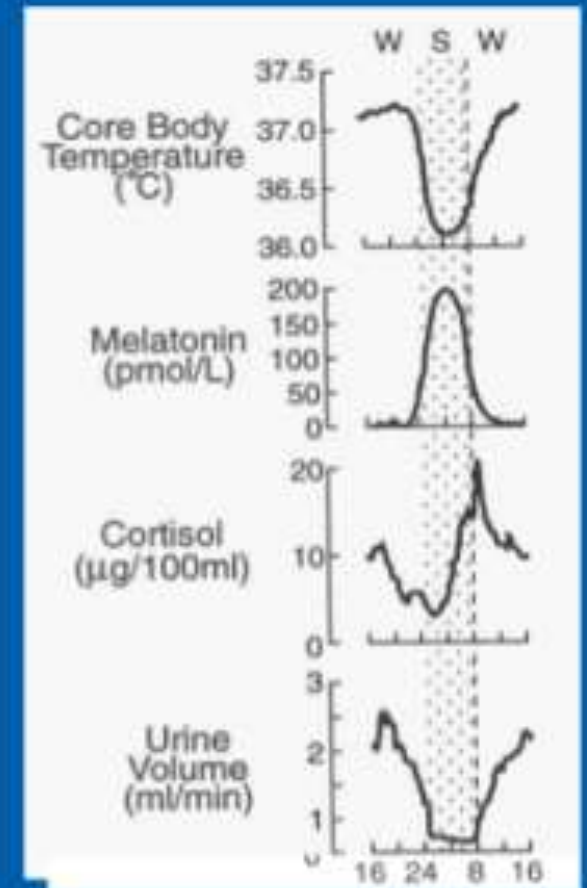 W S W
Core Body
Temperature
(°C)
37.5
37.0
36.5
36.0
Melatonin
(pmol/L)
200
150
100
50
0
Cortisol
(µg/100ml)
20
10
0
Urine
Volume
(ml/min)
3
2
1
16 24 8 16